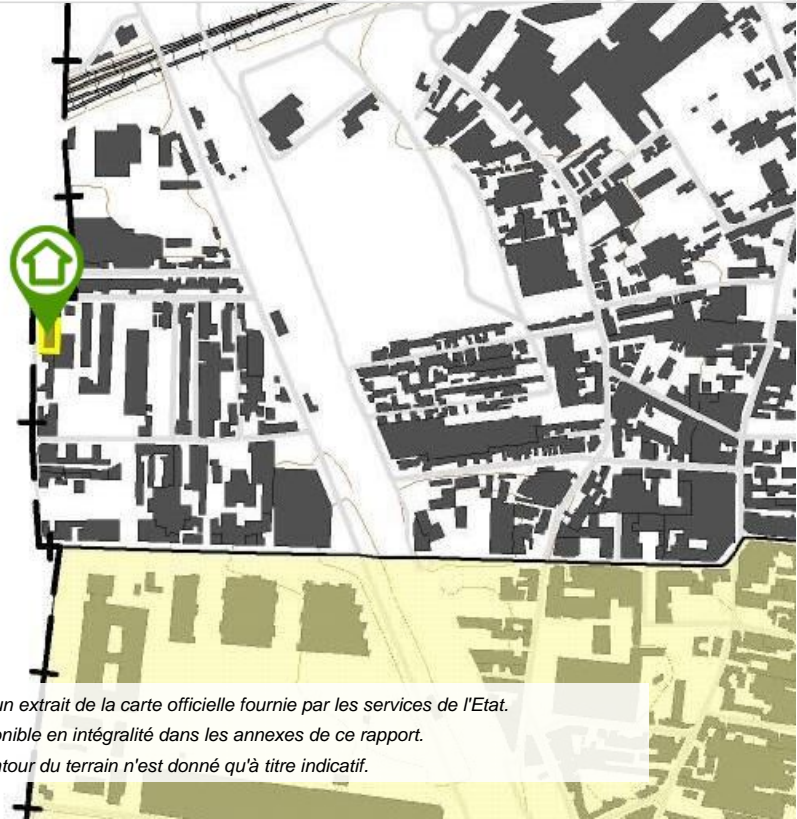 un extrait de la carte officielle fournie par les services de l'Etat.
onible en intégralité dans les annexes de ce rapport.
ntour du terrain n'est donné qu'à titre indicatif.